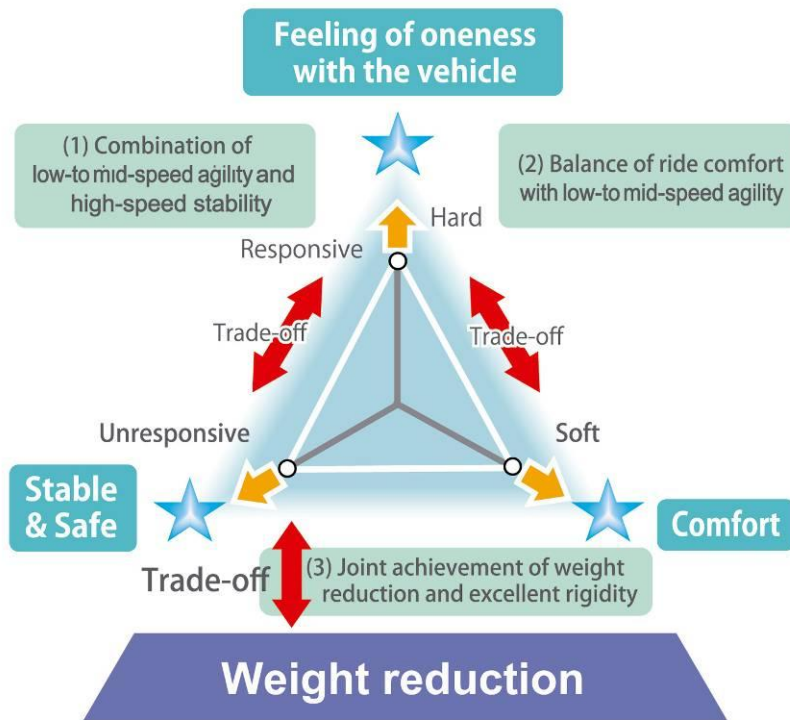 Feeling of oneness
with the vehicle
(1) Combination of
low-to mid-speed agility and
high-speed stability
(2) Balance of ride comfort
with low-to mid-speed agility
Hard
Responsive
Trade-off
Trade-off
Unresponsive
Soft
Stable
& Safe
Comfort
Trade-off
(3) Joint achievement of weight
reduction and excellent rigidity
Weight reduction